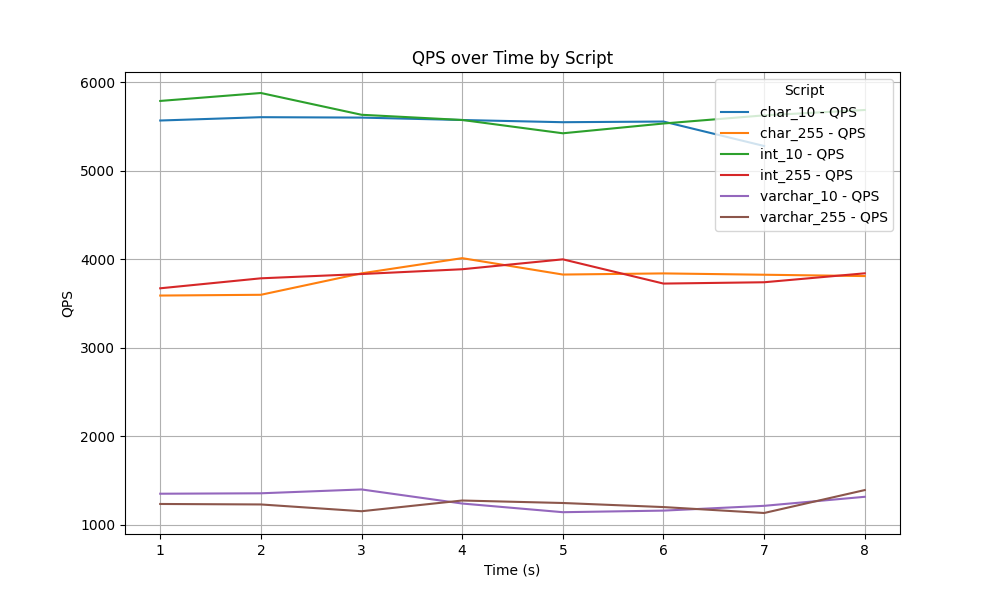 QPS over Time by Script
6000
5000
4000
3000
2000
1000
QPS
Script
char_10 - QPS
char_255 - QPS
int_10 - QPS
int_255 - QPS
varchar_10 - QPS
varchar_255 - QPS
1 2 3 4 5 6 7 8
Time (s)